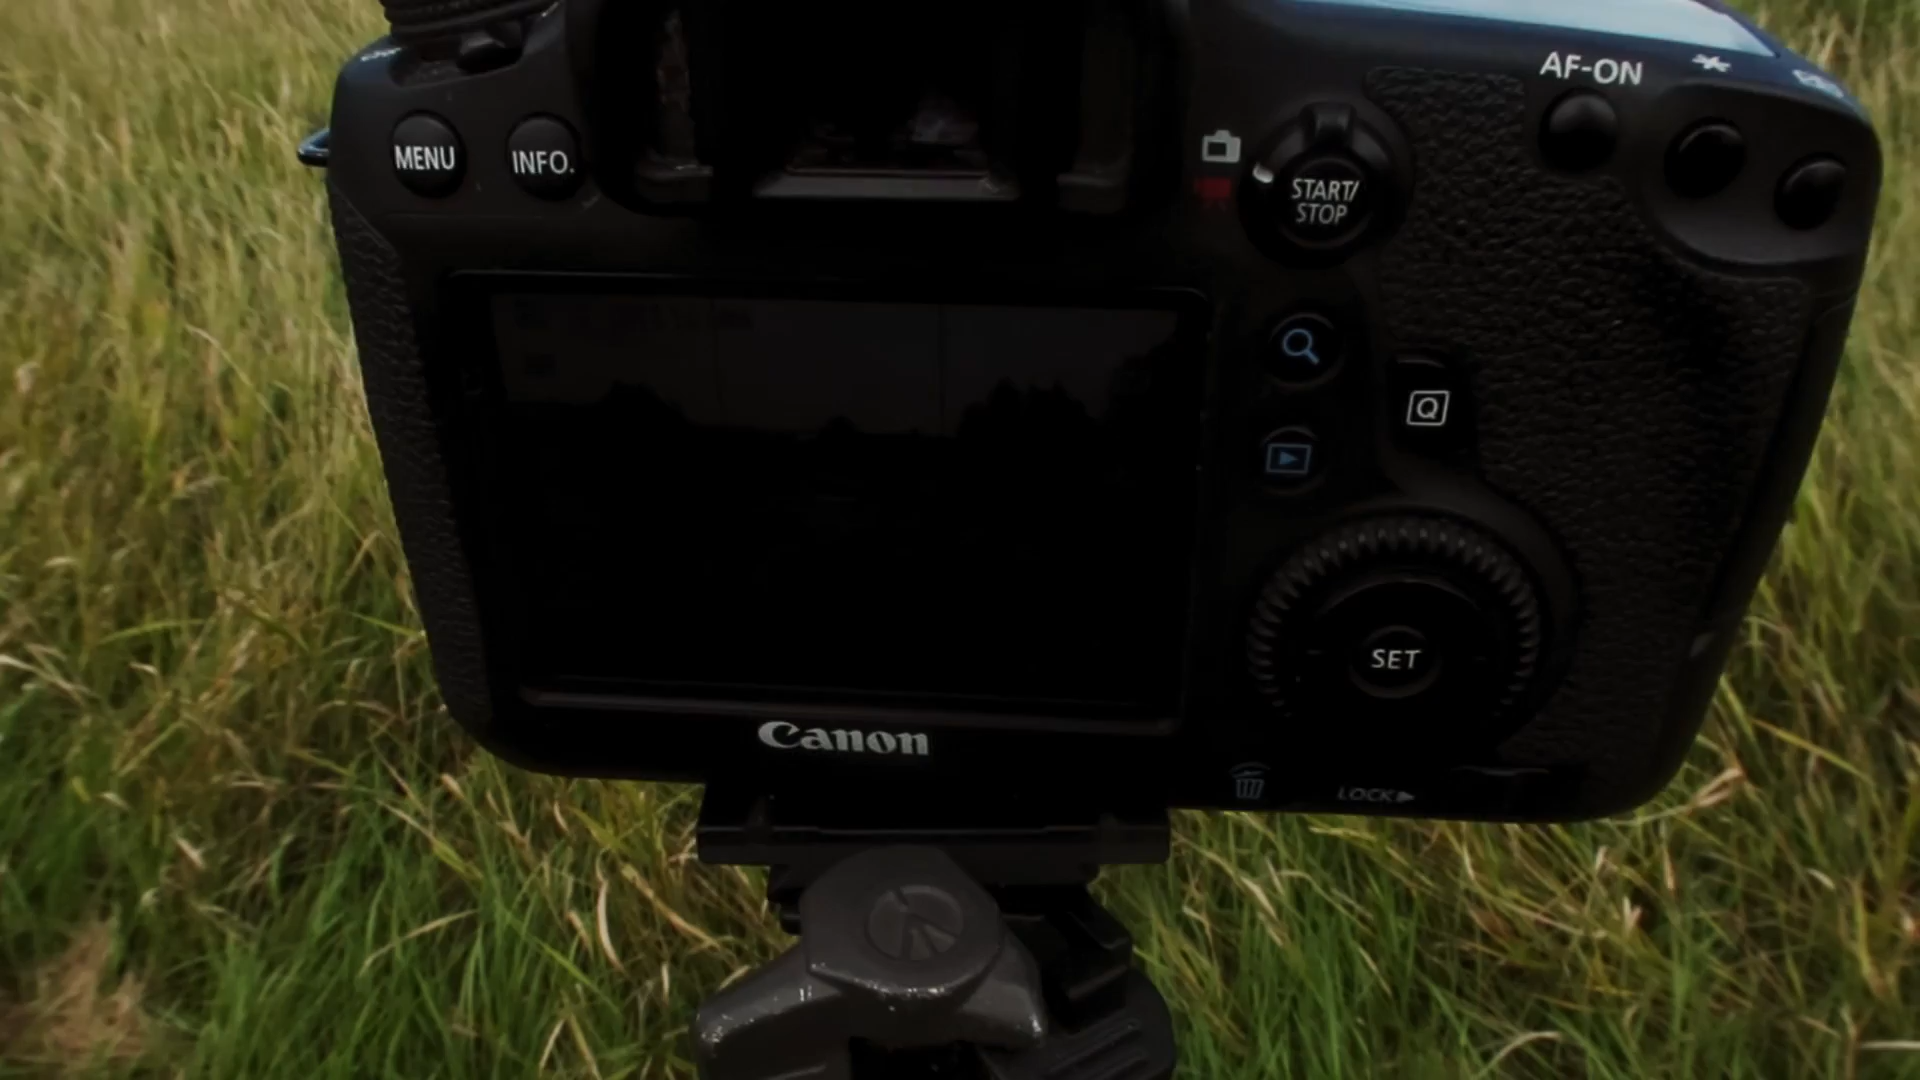 AF-ON
MENU
INFO.
START/
STOP
Q
SET
Canon
LOCK